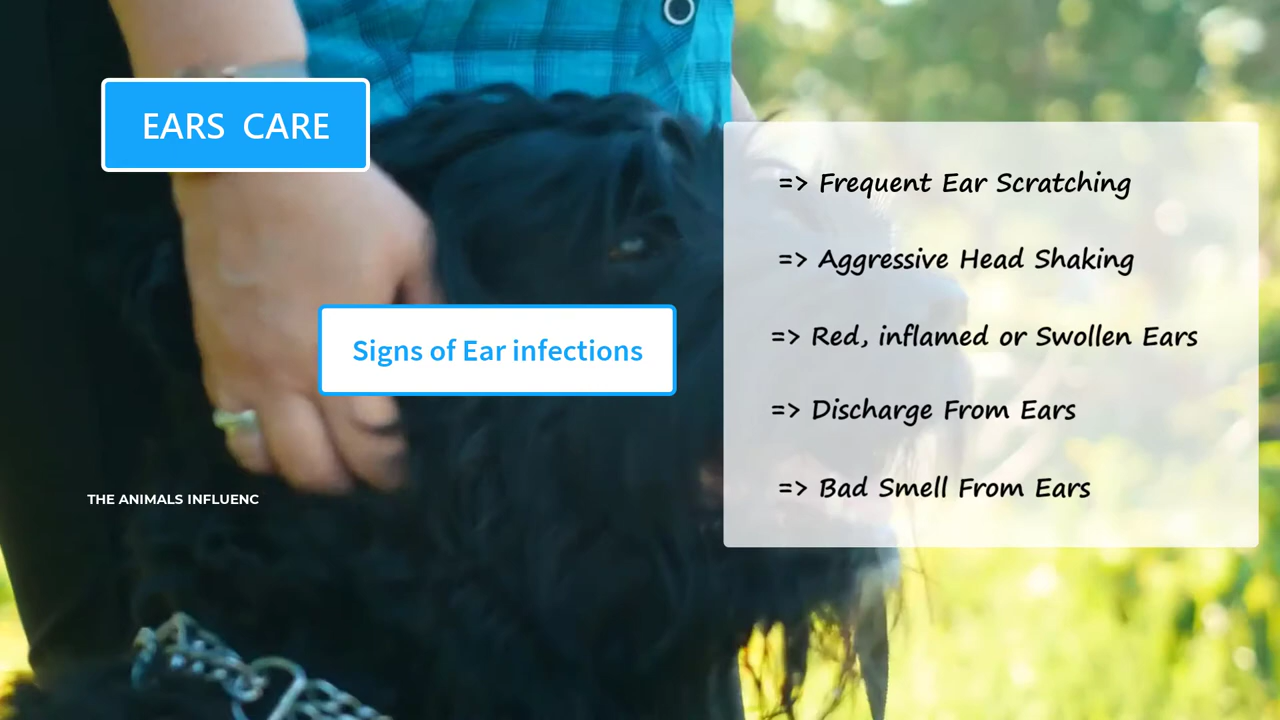 EARS CARE
Signs of Ear infections
=> Frequent Ear Scratching
=> Aggressive Head Shaking
=> Red, inflamed or Swollen Ears
=> Discharge From Ears
=> Bad Smell From Ears
THE ANIMALS INFLUENC